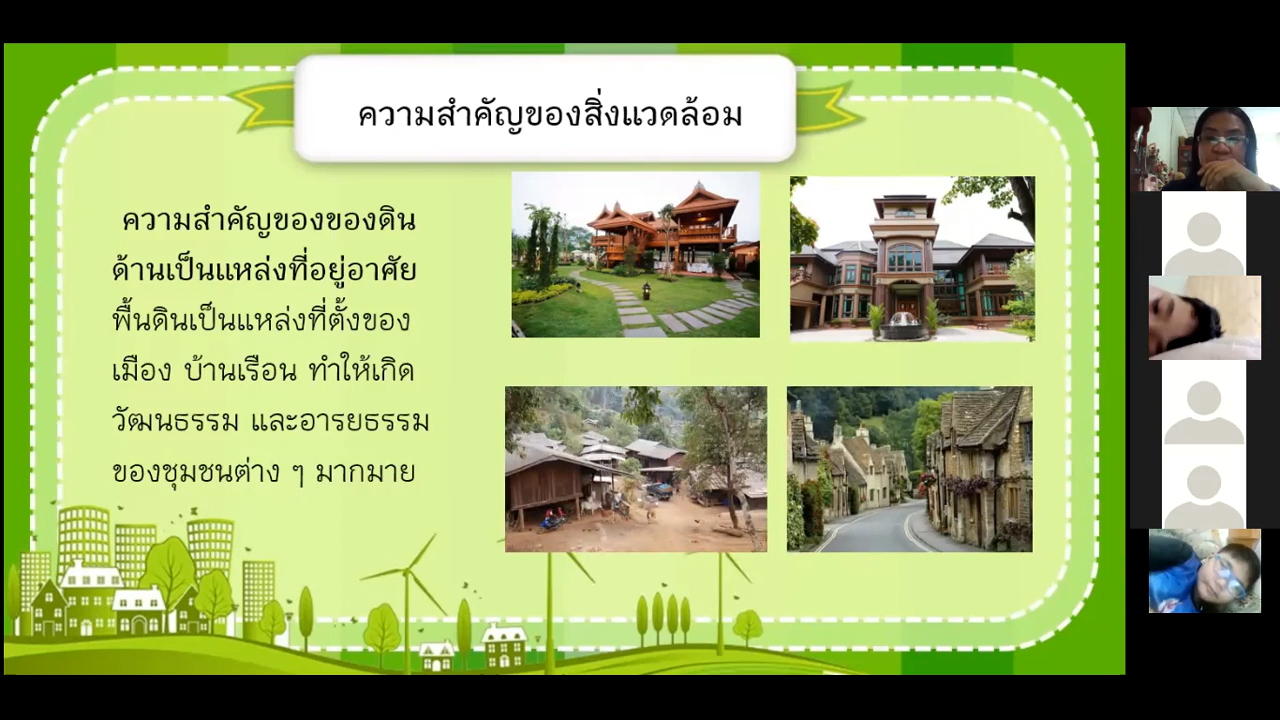 ความสำคัญของสิ่งแวดล้อม
ความสำคัญของของดิน
ด้านเป็นแหล่งที่อยู่อาศัย
พื้นดินเป็นแหล่งที่ตั้งของ
เมือง บ้านเรือน ทำให้เกิด
วัฒนธรรม และอารยธรรม
ของชุมชนต่าง ๆ มากมาย